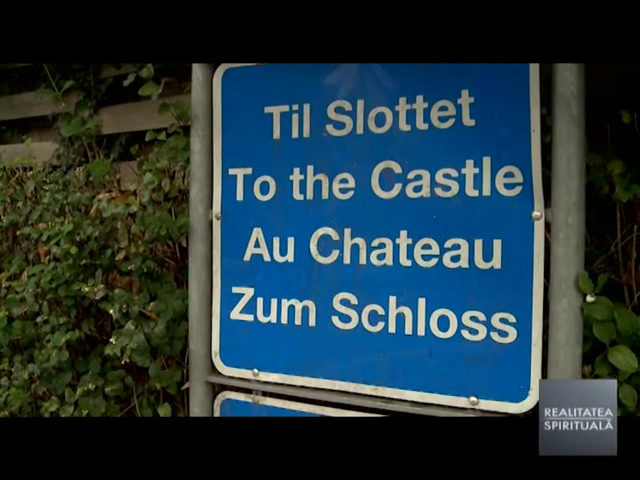 Til Slottet
To the Castle
Au Chateau
Zum Schloss
REALITATEA
SPIRITUALĂ